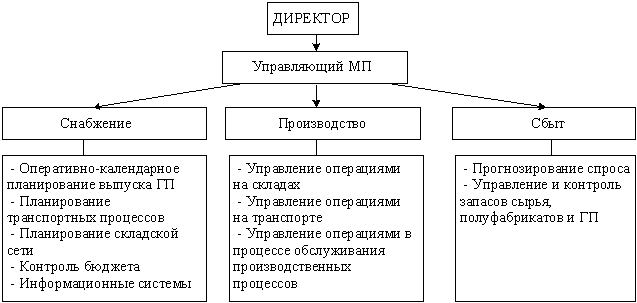 ДИРЕКТОР
Управляющий МП
Снабжение
Производство
Сбыт
- Оперативно-календарное
планирование выпуска ГП
- Планирование
транспортных процессов
- Планирование складской
сети
- Контроль бюджета
- Информационные системы
- Управление операциями
на складах
- Управление операциями
на транспорте
- Управление операциями в
процессе обслуживания
производственных
процессов
- Прогнозирование спроса
- Управление и контроль
запасов сырья,
полуфабрикатов и ГП